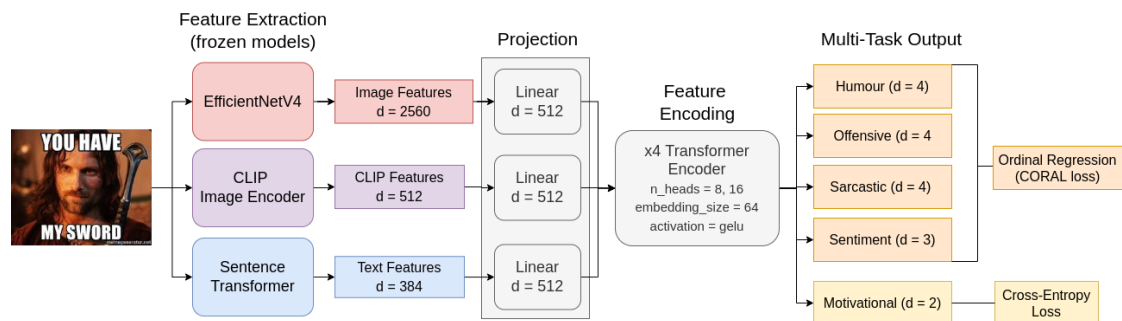 Feature Extraction
(frozen models)
Projection
Multi-Task Output
EfficientNetV4
Image Features
d = 2560
Linear
d = 512
Feature
Encoding
Humour (d = 4)
Offensive (d = 4
YOU HAVE
MY SWORD
CLIP
Image Encoder
CLIP Features
d = 512
Linear
d = 512
x4 Transformer
Encoder
n_heads = 8, 16
embedding_size = 64
activation = gelu
Sarcastic (d = 4)
Ordinal Regression
(CORAL loss)
Sentiment (d = 3)
Sentence
Transformer
Text Features
d = 384
Linear
d = 512
Motivational (d = 2)
Cross-Entropy
Loss